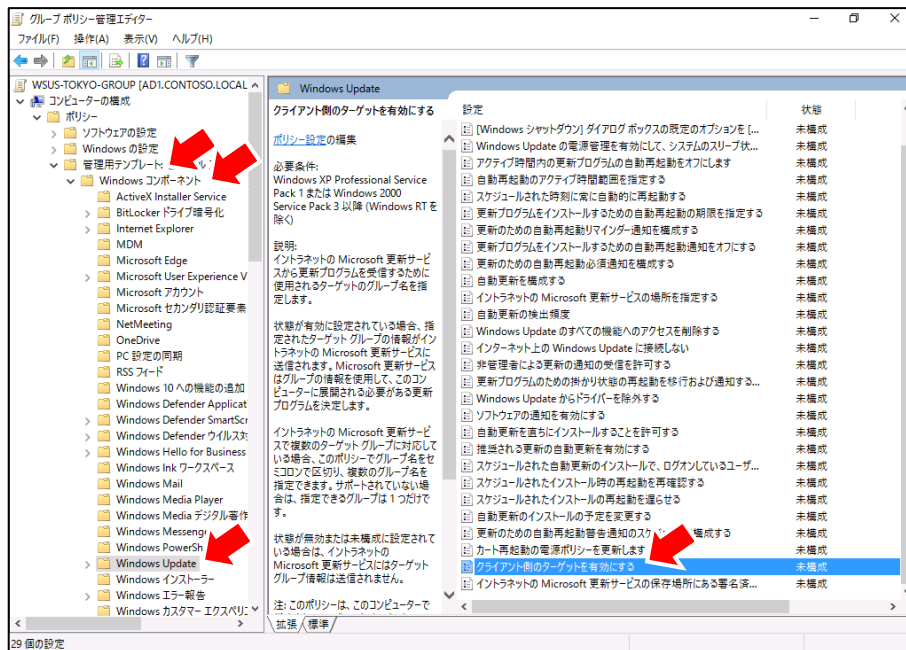 グループ ポリシー管理エディター
ファイル(F) 操作(A) 表示(V) ヘルプ(H)
WSUS-TOKYO-GROUP [AD1.CONTOSO.LOCAL
コンピューターの構成
ポリシー
ソフトウェアの設定
Windows の設定
管理用テンプレート:
Windows コンポーネント
ActiveX Installer Service
BitLocker ドライブ暗号化
Internet Explorer
MDM
Microsoft Edge
Microsoft User Experience V
Microsoft アカウント
Microsoft セカンダリ認証要素
NetMeeting
OneDrive
PC 設定の同期
RSS フィード
Windows 10 への機能の追加
Windows Defender Applicat
Windows Defender SmartScr
Windows Defender ウイルス対
Windows Hello for Business
Windows Ink ワークスペース
Windows Mail
Windows Media Player
Windows Media デジタル著作
Windows Messenge
Windows PowerSh
Windows Update
Windows インストーラー
Windows エラー報告
Windows カスタマー エクスペリエ
Windows Update
クライアント側のターゲットを有効にする
ポリシー設定の編集
必要条件:
Windows XP Professional Service
Pack 1 または Windows 2000
Service Pack 3 以降 (Windows RT を
除く)
説明:
イントラネットの Microsoft 更新サービ
スから更新プログラムを受信するために
使用されるターゲットのグループ名を指
定します。
状態が有効に設定されている場合、指
定されたターゲット グループの情報がイン
トラネットの Microsoft 更新サービスに
送信されます。Microsoft 更新サービス
はグループの情報を使用して、このコン
ピューターに展開される必要がある更新
プログラムを決定します。
イントラネットの Microsoft 更新サービ
スで複数のターゲット グループに対応して
いる場合、このポリシーでグループ名をセ
ミコロンで区切り、複数のグループ名を
指定できます。サポートされていない場
合は、指定できるグループは 1 つだけで
す。
状態が無効または未構成に設定されて
いる場合は、イントラネットの
Microsoft 更新サービスにはターゲット
グループ情報は送信されません。
注: このポリシーは、このコンピューターで
設定 状態
[Windows シャットダウン] ダイアログ ボックスの既定のオプションを [... 未構成
Windows Update の電源管理を有効にして、システムのスリープ状... 未構成
アクティブ時間内の更新プログラムの自動再起動をオフにします 未構成
自動再起動のアクティブ時間範囲を指定する 未構成
スケジュールされた時刻に常に自動的に再起動する 未構成
更新プログラムをインストールするための自動再起動の期限を指定する 未構成
更新のための自動再起動リマインダー通知を構成する 未構成
更新プログラムをインストールするための自動再起動通知をオフにする 未構成
更新のための自動再起動必須通知を構成する 未構成
自動更新を構成する 未構成
イントラネットの Microsoft 更新サービスの場所を指定する 未構成
自動更新の検出頻度 未構成
Windows Update のすべての機能へのアクセスを削除する 未構成
インターネット上の Windows Update に接続しない 未構成
非管理者による更新の通知の受信を許可する 未構成
更新プログラムのための掛かり状態の再起動を移行および通知する... 未構成
Windows Update からドライバーを除外する 未構成
ソフトウェアの通知を有効にする 未構成
自動更新を直ちにインストールすることを許可する 未構成
推奨される更新の自動更新を有効にする 未構成
スケジュールされた自動更新のインストールで、ログオンしているユーザ... 未構成
スケジュールされたインストール時の再起動を再確認する 未構成
スケジュールされたインストールの再起動を遅らせる 未構成
自動更新のインストールの予定を変更する 未構成
更新のための自動再起動警告通知のスケ 構成する 未構成
カート再起動の電源ポリシーを更新します 未構成
クライアント側のターゲットを有効にする 未構成
イントラネットの Microsoft 更新サービスの保存場所にある署名済... 未構成
拡張 標準
29 個の設定